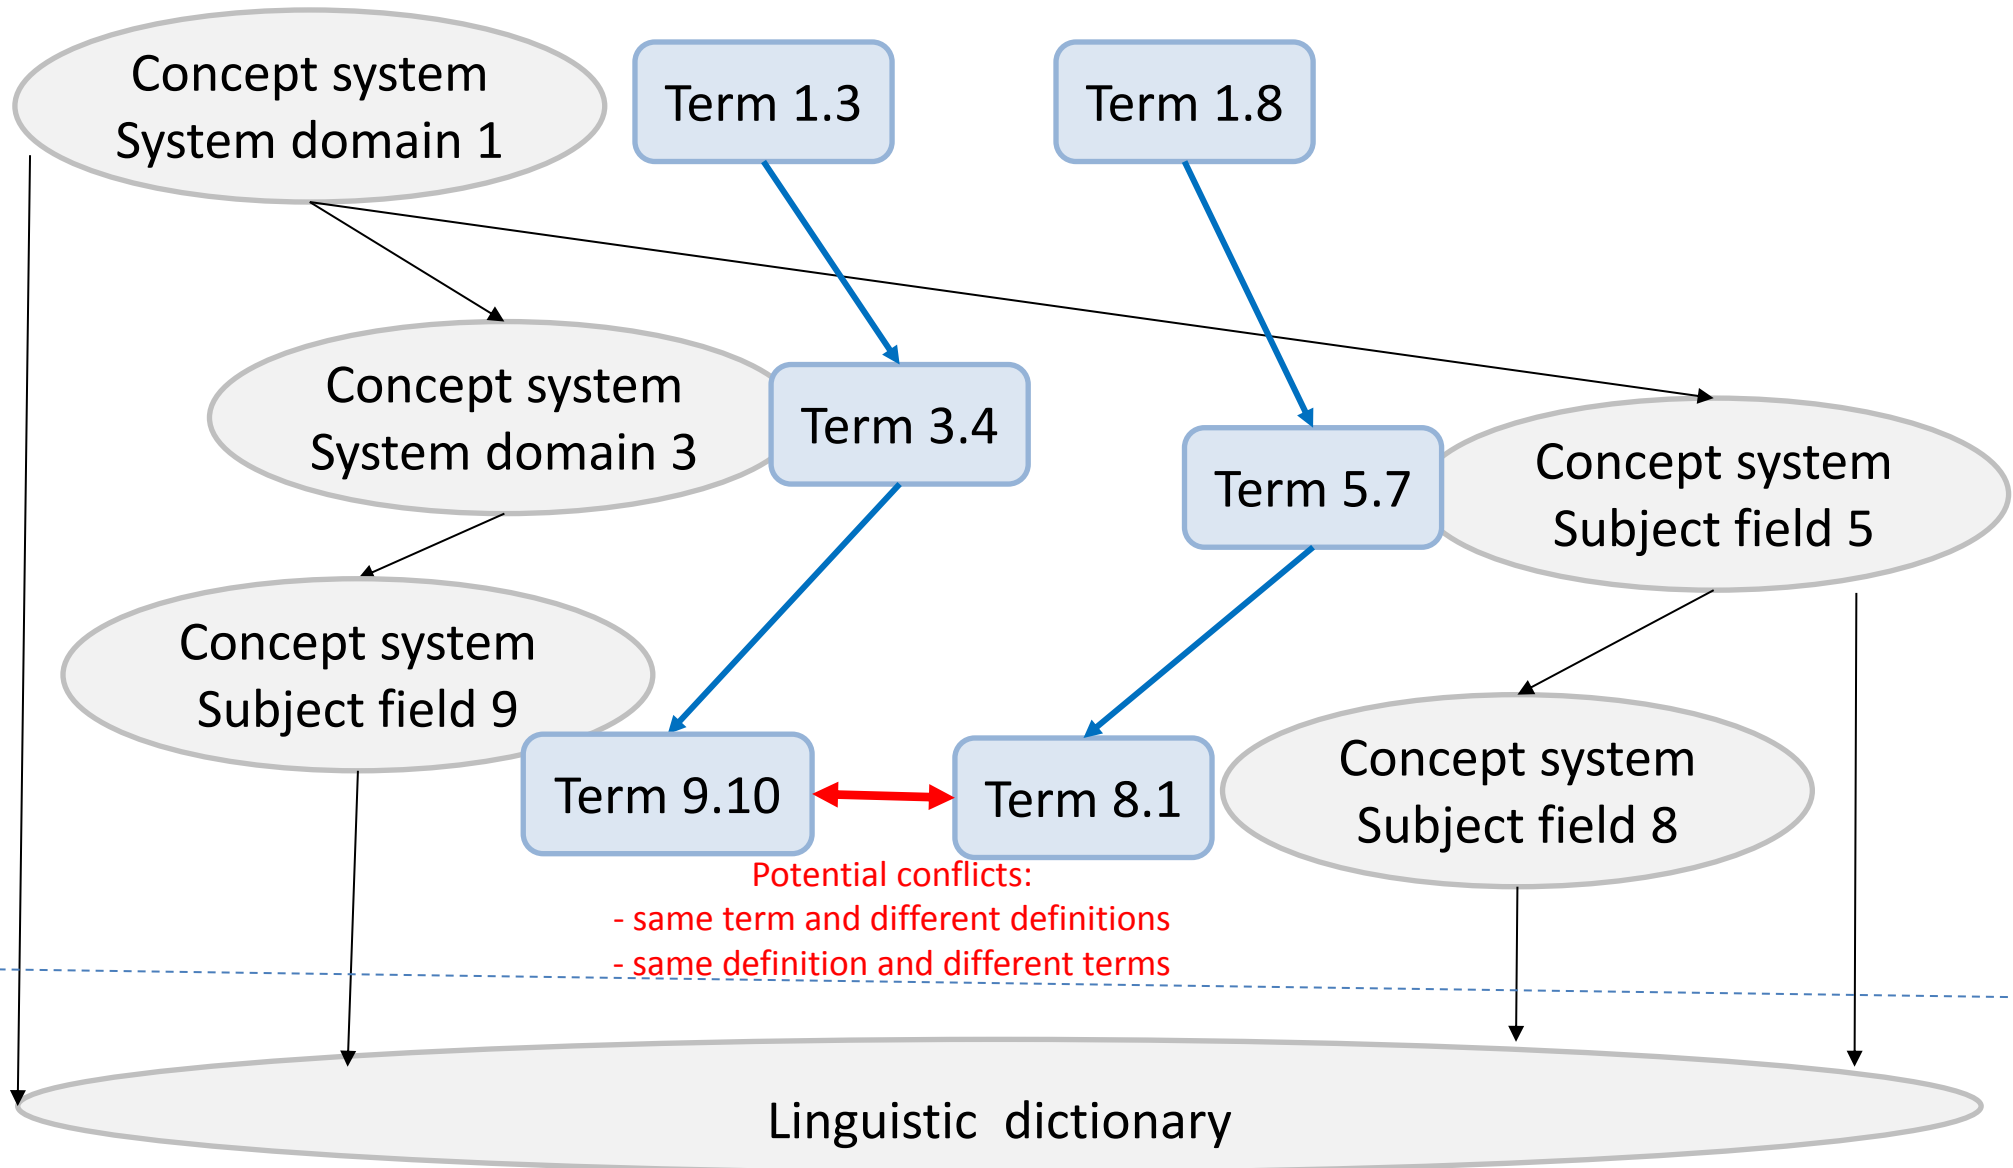 Concept system
System domain 1
Term 1.3
Term 1.8
Concept system
System domain 3
Term 3.4
Term 5.7
Concept system
Subject field 5
Concept system
Subject field 9
Term 9.10
Term 8.1
Concept system
Subject field 8
Potential conflicts:
- same term and different definitions
- same definition and different terms
Linguistic  dictionary